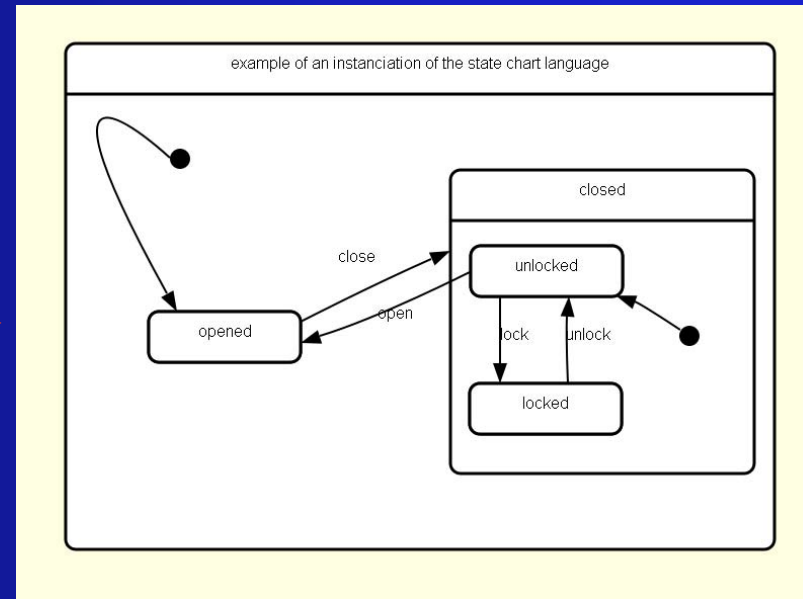 example of an instanciation of the state chart language
closed
unlocked
close
open
opened
lock
unlock
locked